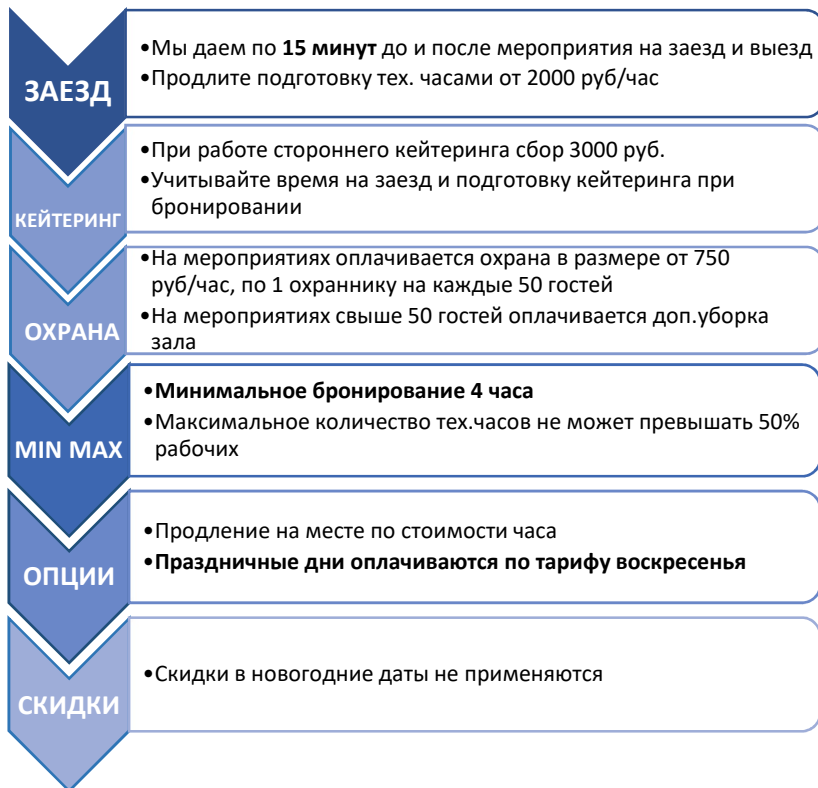 ЗАЕЗД
•Мы даем по 15 минут до и после мероприятия на заезд и выезд
•Продлите подготовку тех. часами от 2000 руб/час
КЕЙТЕРИНГ
•При работе стороннего кейтеринга сбор 3000 руб.
•Учитывайте время на заезд и подготовку кейтеринга при
бронировании
ОХРАНА
•На мероприятиях оплачивается охрана в размере от 750
руб/час, по 1 охраннику на каждые 50 гостей
•На мероприятиях свыше 50 гостей оплачивается доп.уборка
зала
MIN MAX
•Минимальное бронирование 4 часа
•Максимальное количество тех.часов не может превышать 50%
рабочих
ОПЦИИ
•Продление на месте по стоимости часа
•Праздничные дни оплачиваются по тарифу воскресенья
СКИДКИ
•Скидки в новогодние даты не применяются